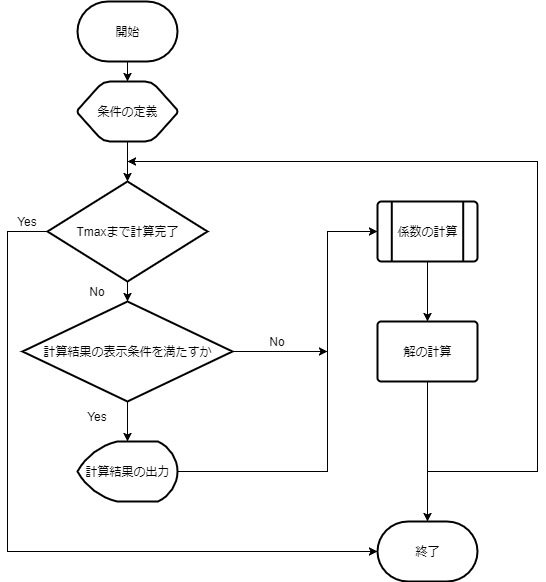 開始
条件の定義
Yes
Tmaxまで計算完了
係数の計算
No
計算結果の表示条件を満たすか
No
解の計算
Yes
計算結果の出力
終了